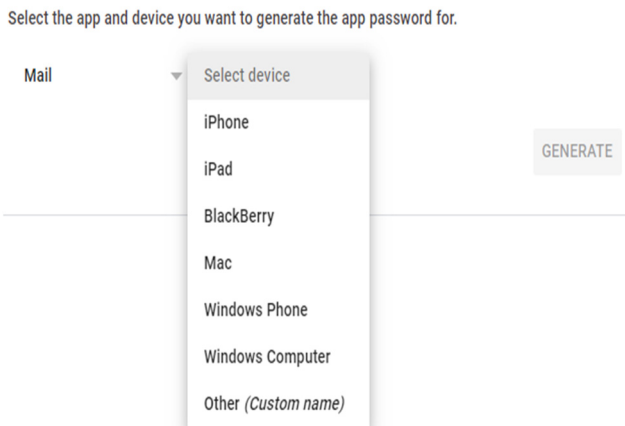 Select the app and device you want to generate the app password for.
Mail
Select device
iPhone
iPad
BlackBerry
Mac
Windows Phone
Windows Computer
Other (Custom name)
GENERATE